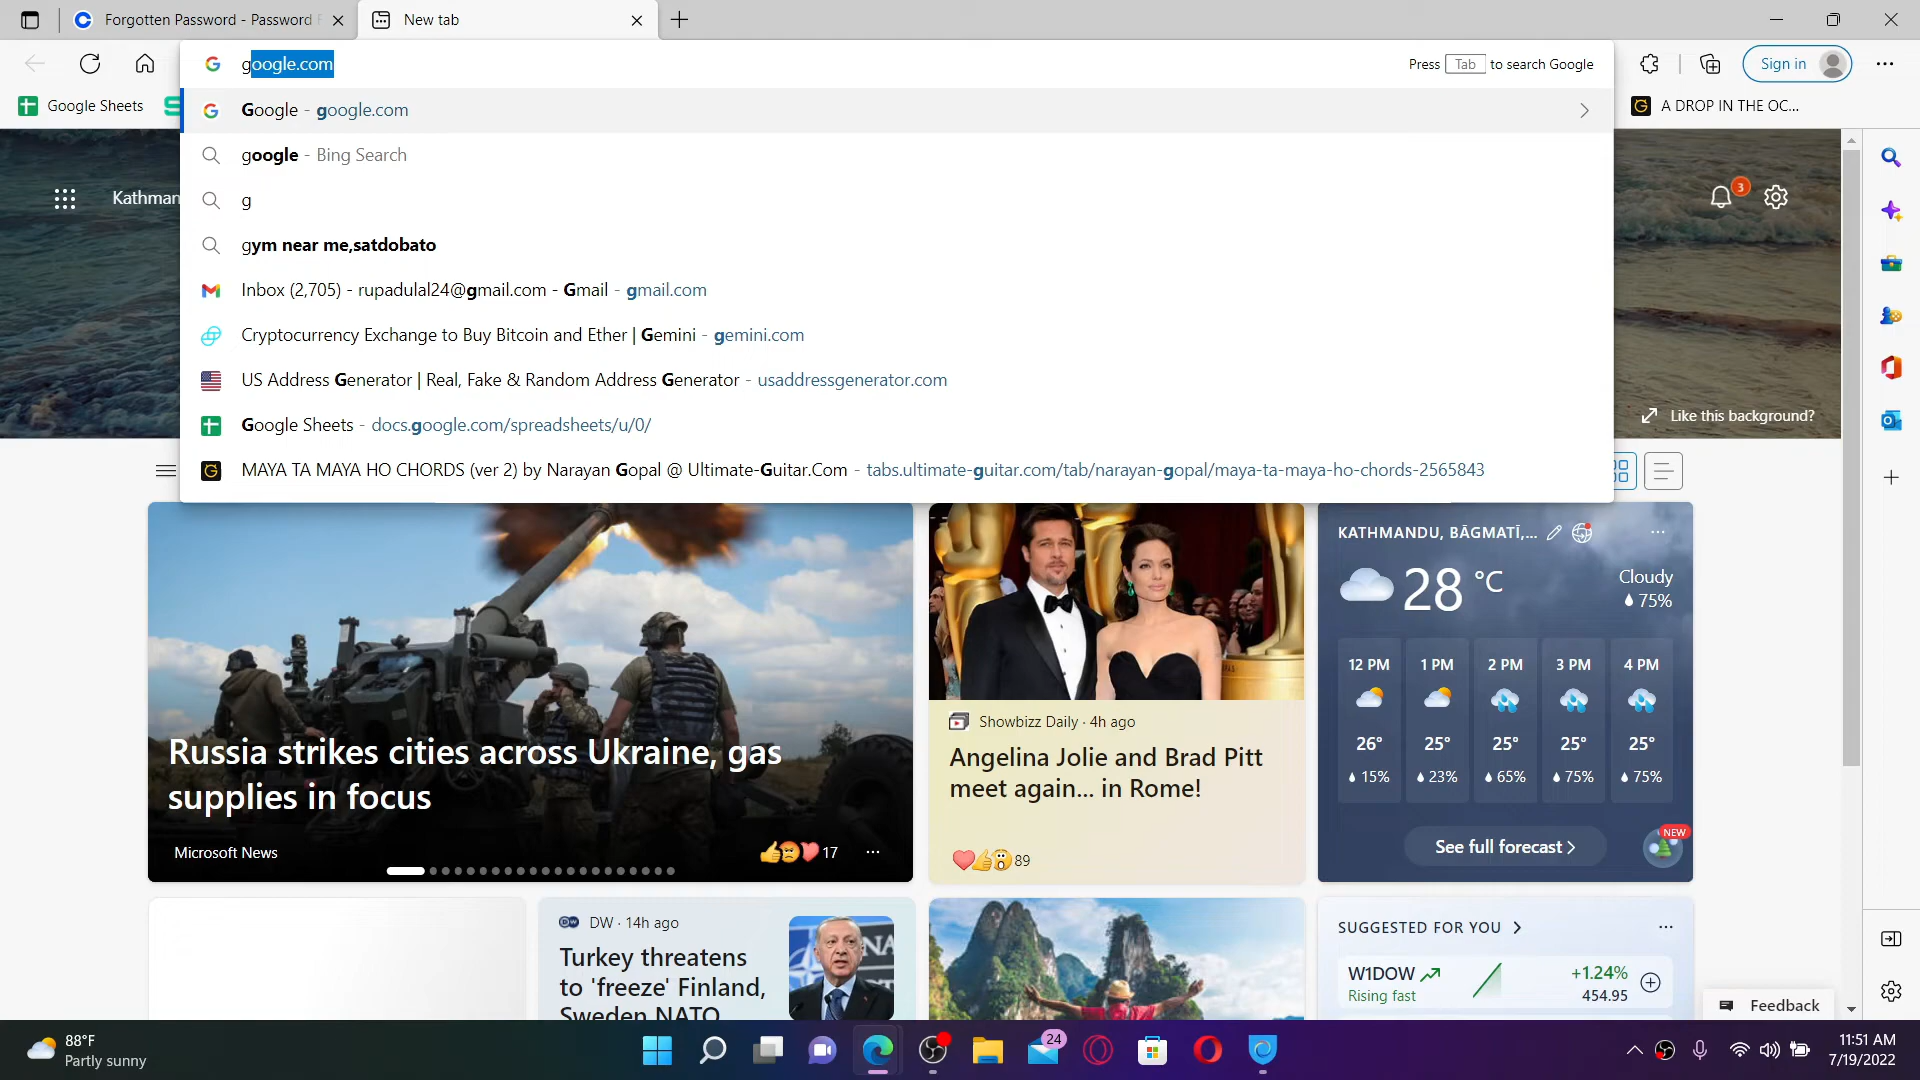 Forgotten Password - Password F
New tab
google.com
Press Tab to search Google
Sign in
Google Sheets
A DROP IN THE OC...
Google - google.com
google - Bing Search
g
gym near me,satdobato
Inbox (2,705) - rupadulal24@gmail.com - Gmail - gmail.com
Cryptocurrency Exchange to Buy Bitcoin and Ether | Gemini - gemini.com
US Address Generator | Real, Fake & Random Address Generator - usaddressgenerator.com
Google Sheets - docs.google.com/spreadsheets/u/0/
MAYA TA MAYA HO CHORDS (ver 2) by Narayan Gopal @ Ultimate-Guitar.Com - tabs.ultimate-guitar.com/tab/narayan-gopal/maya-ta-maya-ho-chords-2565843
Kathman
3
Like this background?
Russia strikes cities across Ukraine, gas
supplies in focus
Microsoft News
17
Showbizz Daily · 4h ago
Angelina Jolie and Brad Pitt
meet again... in Rome!
89
KATHMANDU, BĀGMATĪ,...
28 °C
Cloudy
75%
12 PM 1 PM 2 PM 3 PM 4 PM
26° 25° 25° 25° 25°
15% 23% 65% 75% 75%
See full forecast
NEW
DW · 14h ago
Turkey threatens
to 'freeze' Finland,
Sweden NATO
SUGGESTED FOR YOU
W1DOW +1.24%
Rising fast 454.95
Feedback
88°F
Partly sunny
24
11:51 AM
7/19/2022